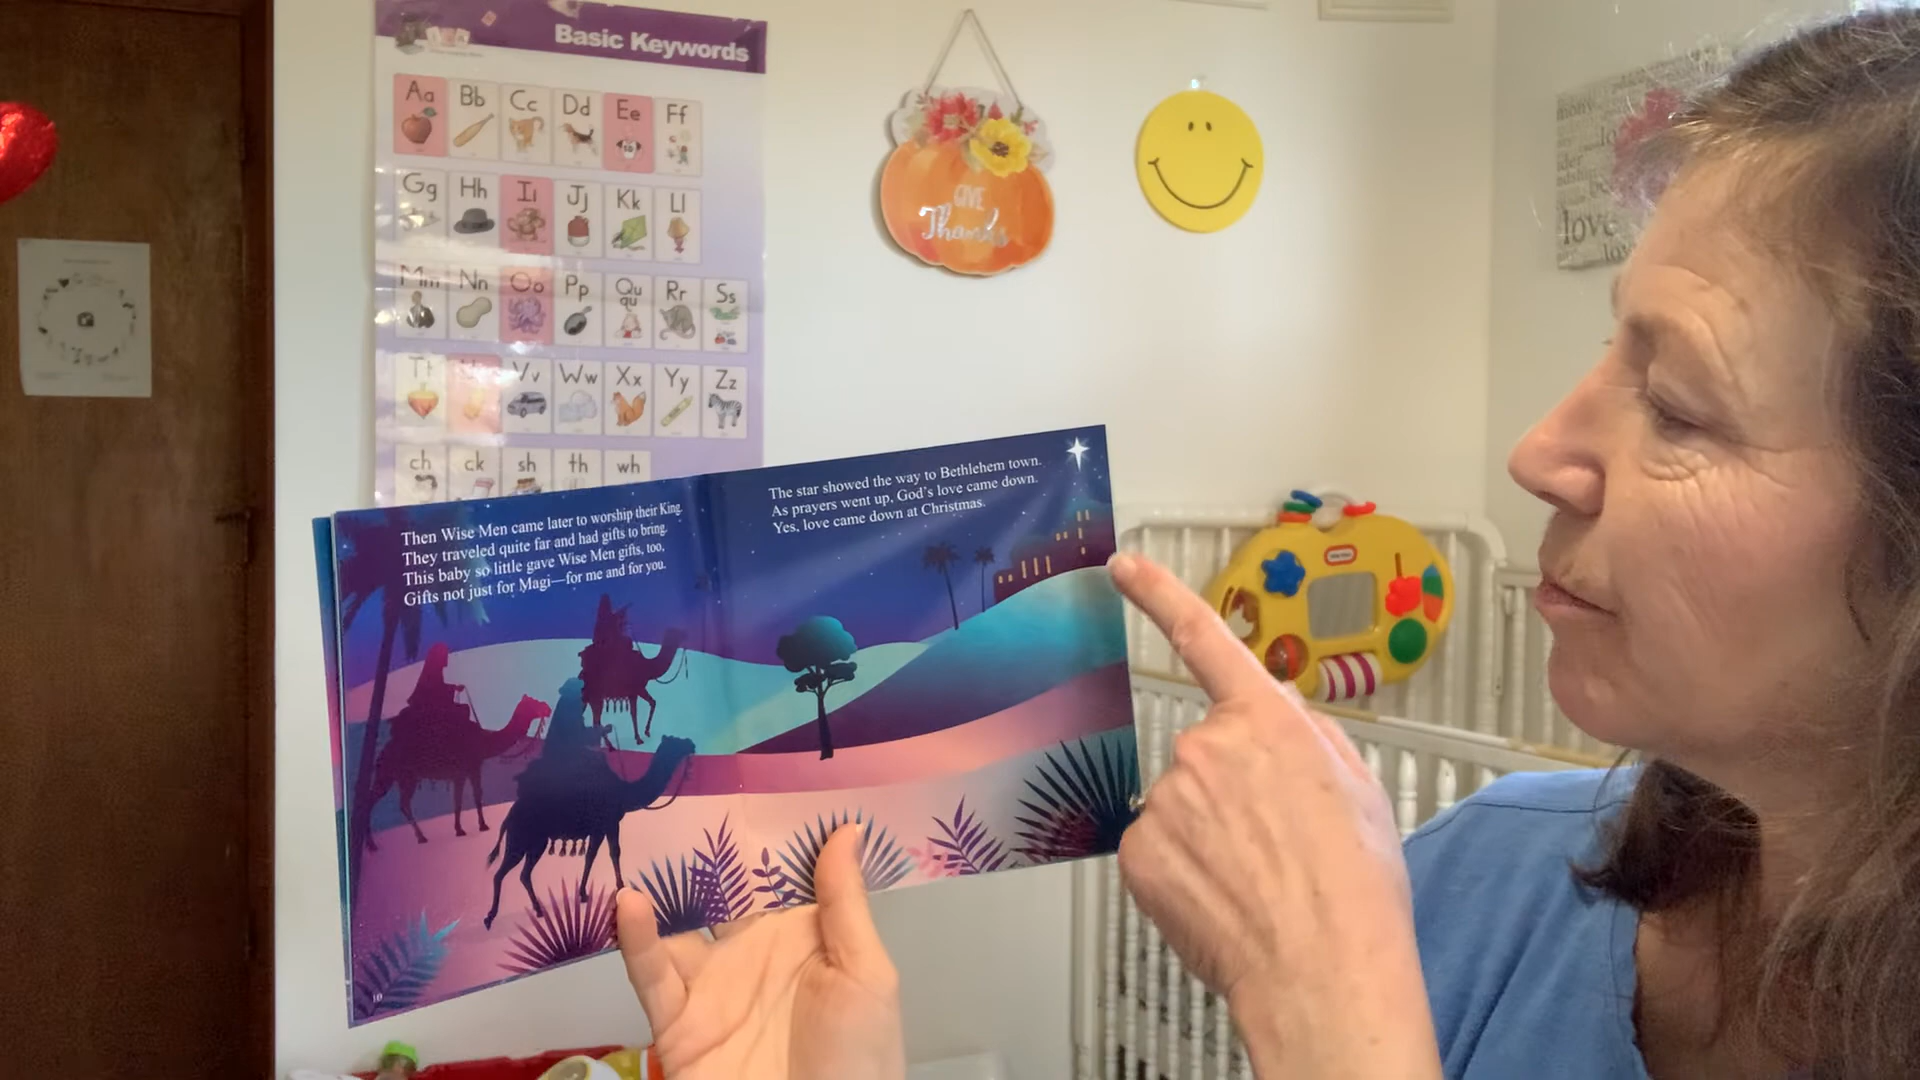 Basic Keywords
Aa Bb Cc Dd Ee Ff
Gg Hh Ii Jj Kk Ll
Mm Nn Oo Pp Qu qu Rr Ss
Vv Ww Xx Yy Zz
ch ck sh th wh
GIVE
Thanks
love
Then Wise Men came later to worship their King.
They traveled quite far and had gifts to bring.
This baby so little gave Wise Men gifts, too,
Gifts not just for Magi—for me and for you.
10
The star showed the way to Bethlehem town.
As prayers went up, God's love came down.
Yes, love came down at Christmas.